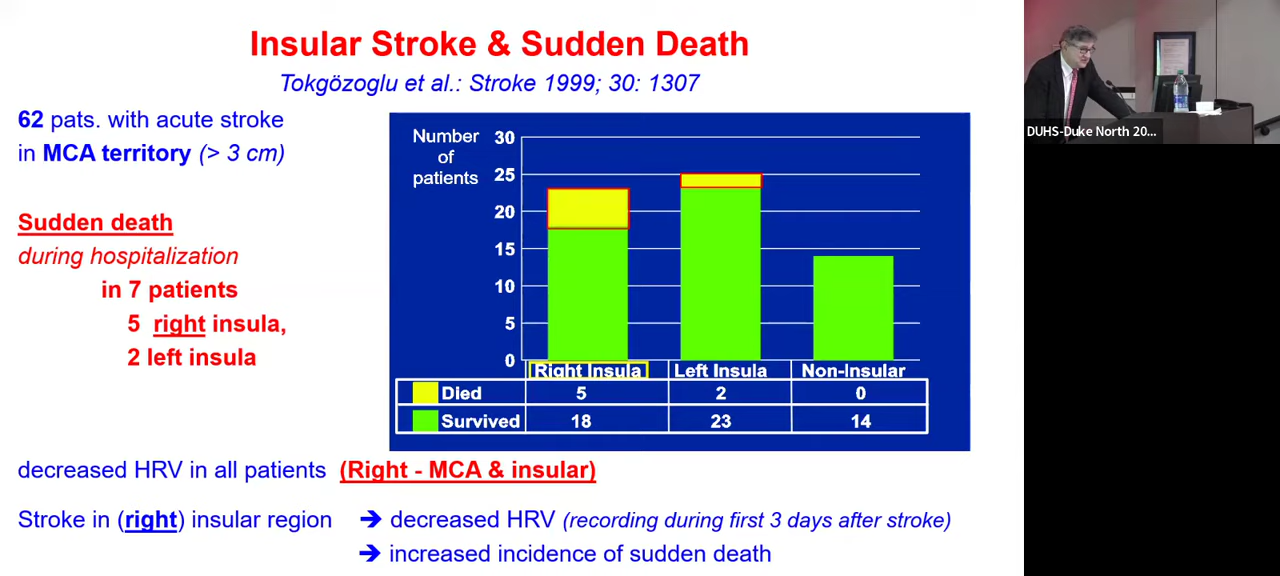 Insular Stroke & Sudden Death
Tokgözoglu et al.: Stroke 1999; 30: 1307
62 pats. with acute stroke
in MCA territory (> 3 cm)
Sudden death
during hospitalization
in 7 patients
5 right insula,
2 left insula
Number
of
patients
30
25
20
15
10
5
0
Right Insula Left Insula Non-Insular
Died 5 2 0
Survived 18 23 14
decreased HRV in all patients (Right - MCA & insular)
Stroke in (right) insular region ➔ decreased HRV (recording during first 3 days after stroke)
➔ increased incidence of sudden death
DUHS-Duke North 20...